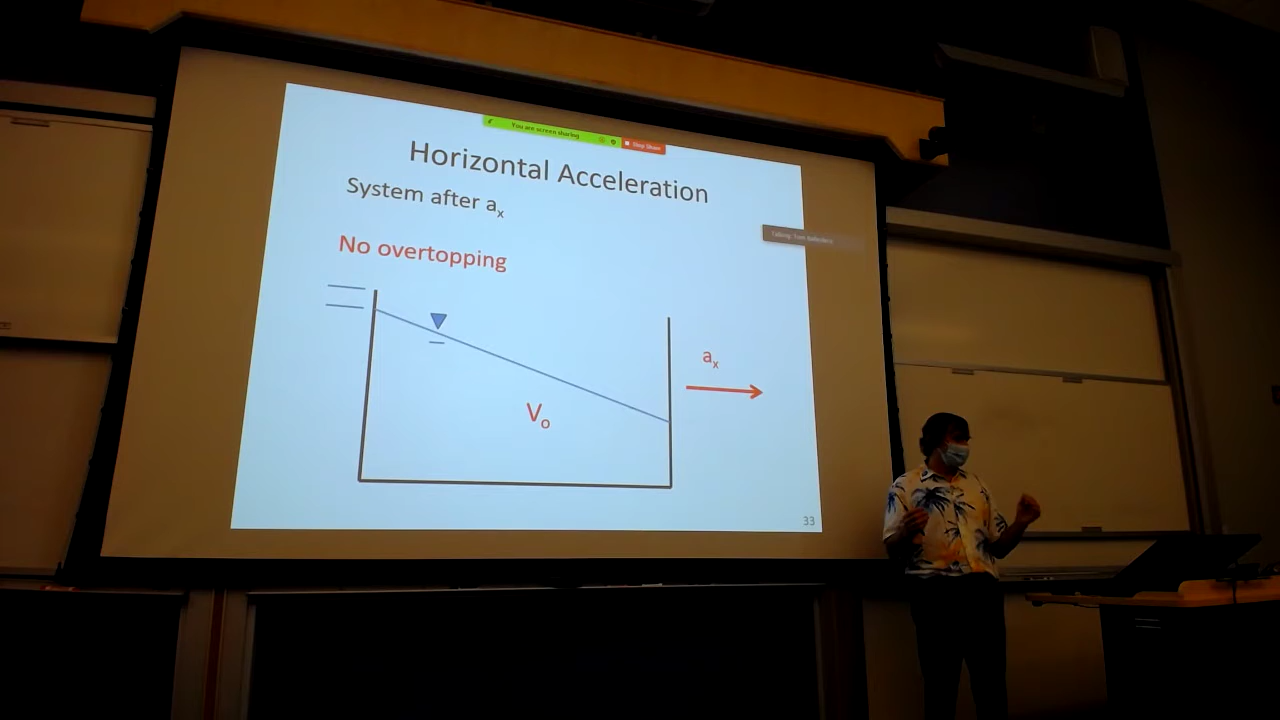 You are screen sharing
Stop Share
Horizontal Acceleration
System after aₓ
No overtopping
aₓ
Vₒ
33